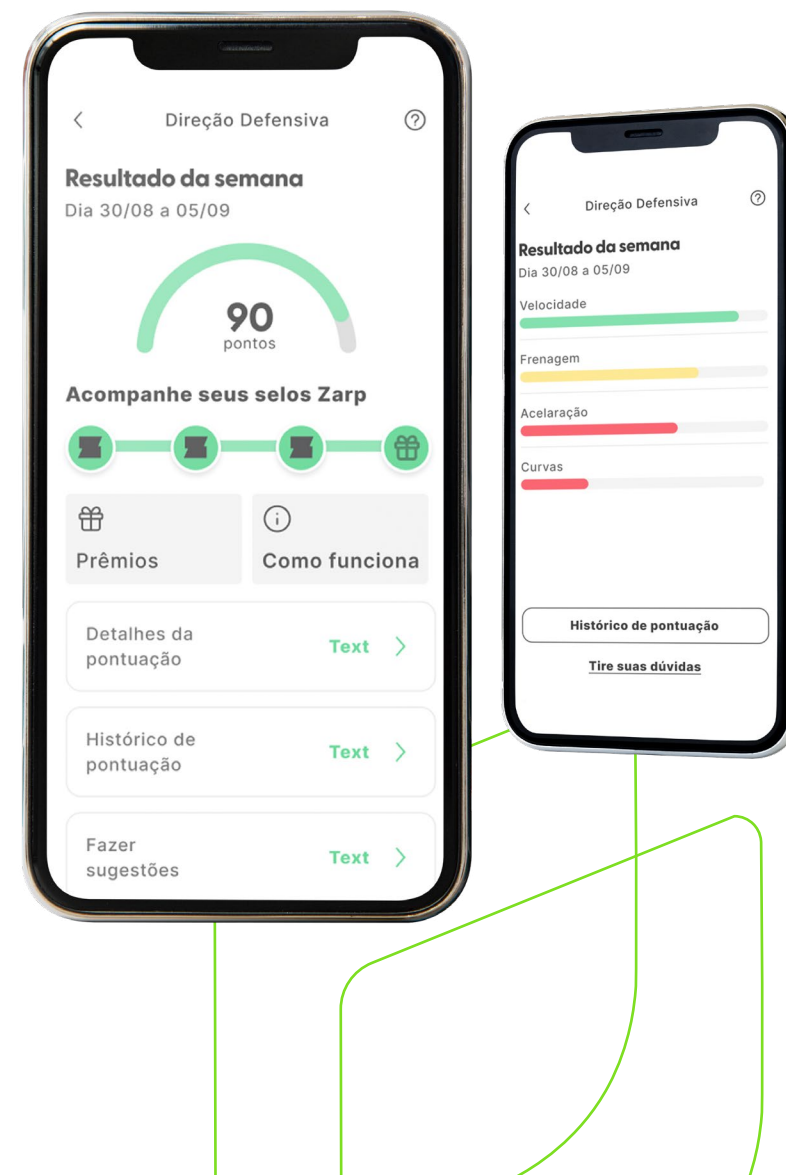 Direção Defensiva
Resultado da semana
Dia 30/08 a 05/09
90
pontos
Acompanhe seus selos Zarp
Prêmios
Como funciona
Detalhes da
pontuação
Text
Histórico de
pontuação
Text
Fazer
sugestões
Text
Direção Defensiva
Resultado da semana
Dia 30/08 a 05/09
Velocidade
Frenagem
Acelaração
Curvas
Histórico de pontuação
Tire suas dúvidas